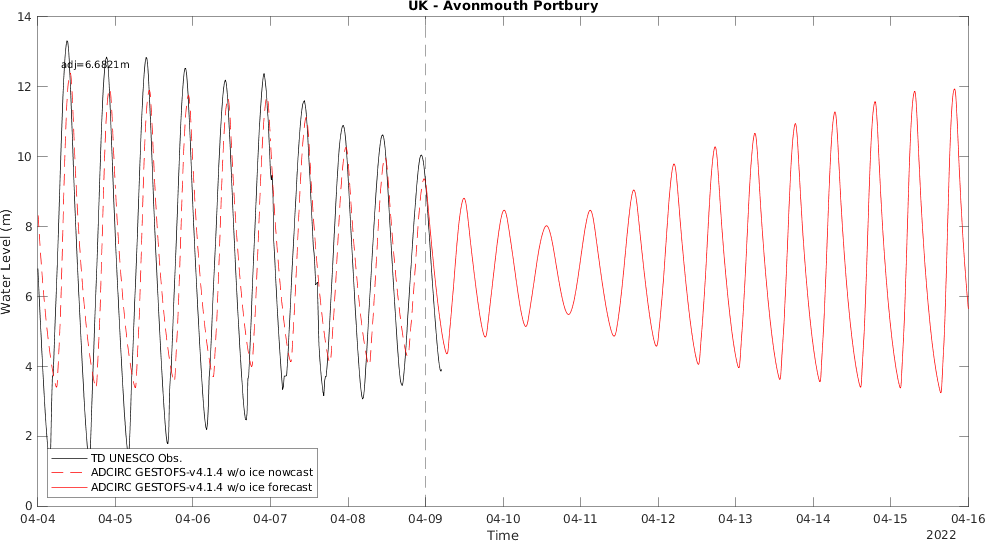 UK - Avonmouth Portbury
14
12
10
8
6
4
2
0
Water Level (m)
adj=6.6821m
TD UNESCO Obs.
ADCIRC GESTOFS-v4.1.4 w/o ice nowcast
ADCIRC GESTOFS-v4.1.4 w/o ice forecast
04-04 04-05 04-06 04-07 04-08 04-09 04-10 04-11 04-12 04-13 04-14 04-15 04-16
Time
2022